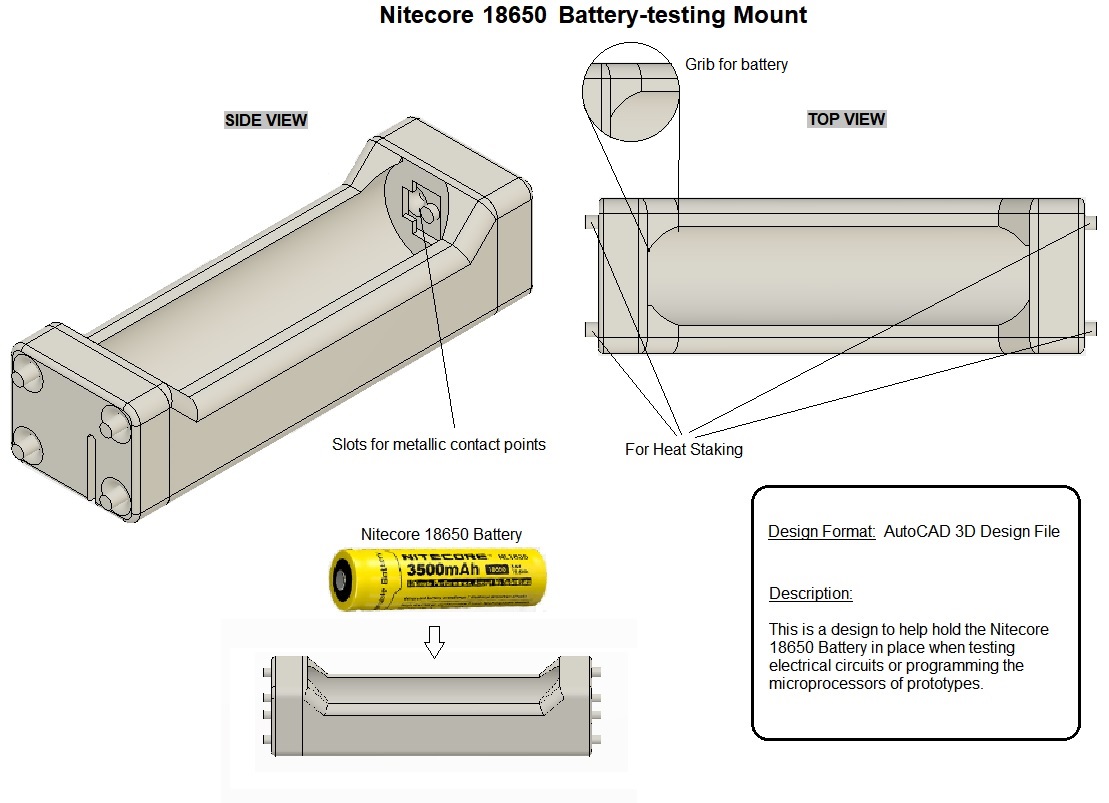 Nitecore 18650 Battery-testing Mount
Grib for battery
SIDE VIEW
TOP VIEW
Slots for metallic contact points
For Heat Staking
Nitecore 18650 Battery
NITECORE
3500mAh
18650
Design Format: AutoCAD 3D Design File
Description:
This is a design to help hold the Nitecore
18650 Battery in place when testing
electrical circuits or programming the
microprocessors of prototypes.